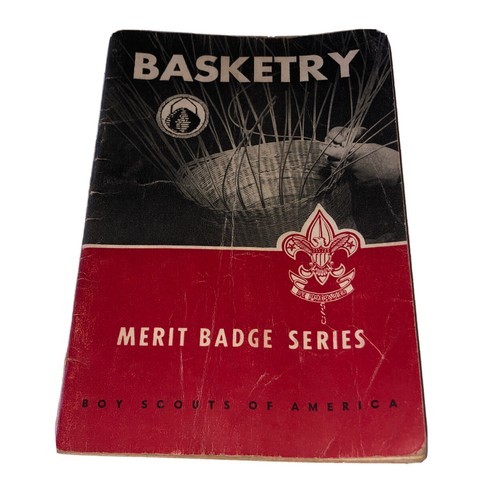 BASKETRY
MERIT BADGE SERIES
BOY SCOUTS OF AMERICA